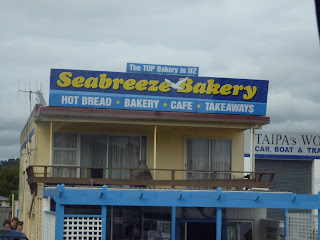 The TOP Bakery in NZ
Seabreeze Bakery
HOT BREAD • BAKERY • CAFE • TAKEAWAYS
TAIPA's WO
CAR, BOAT & TRA